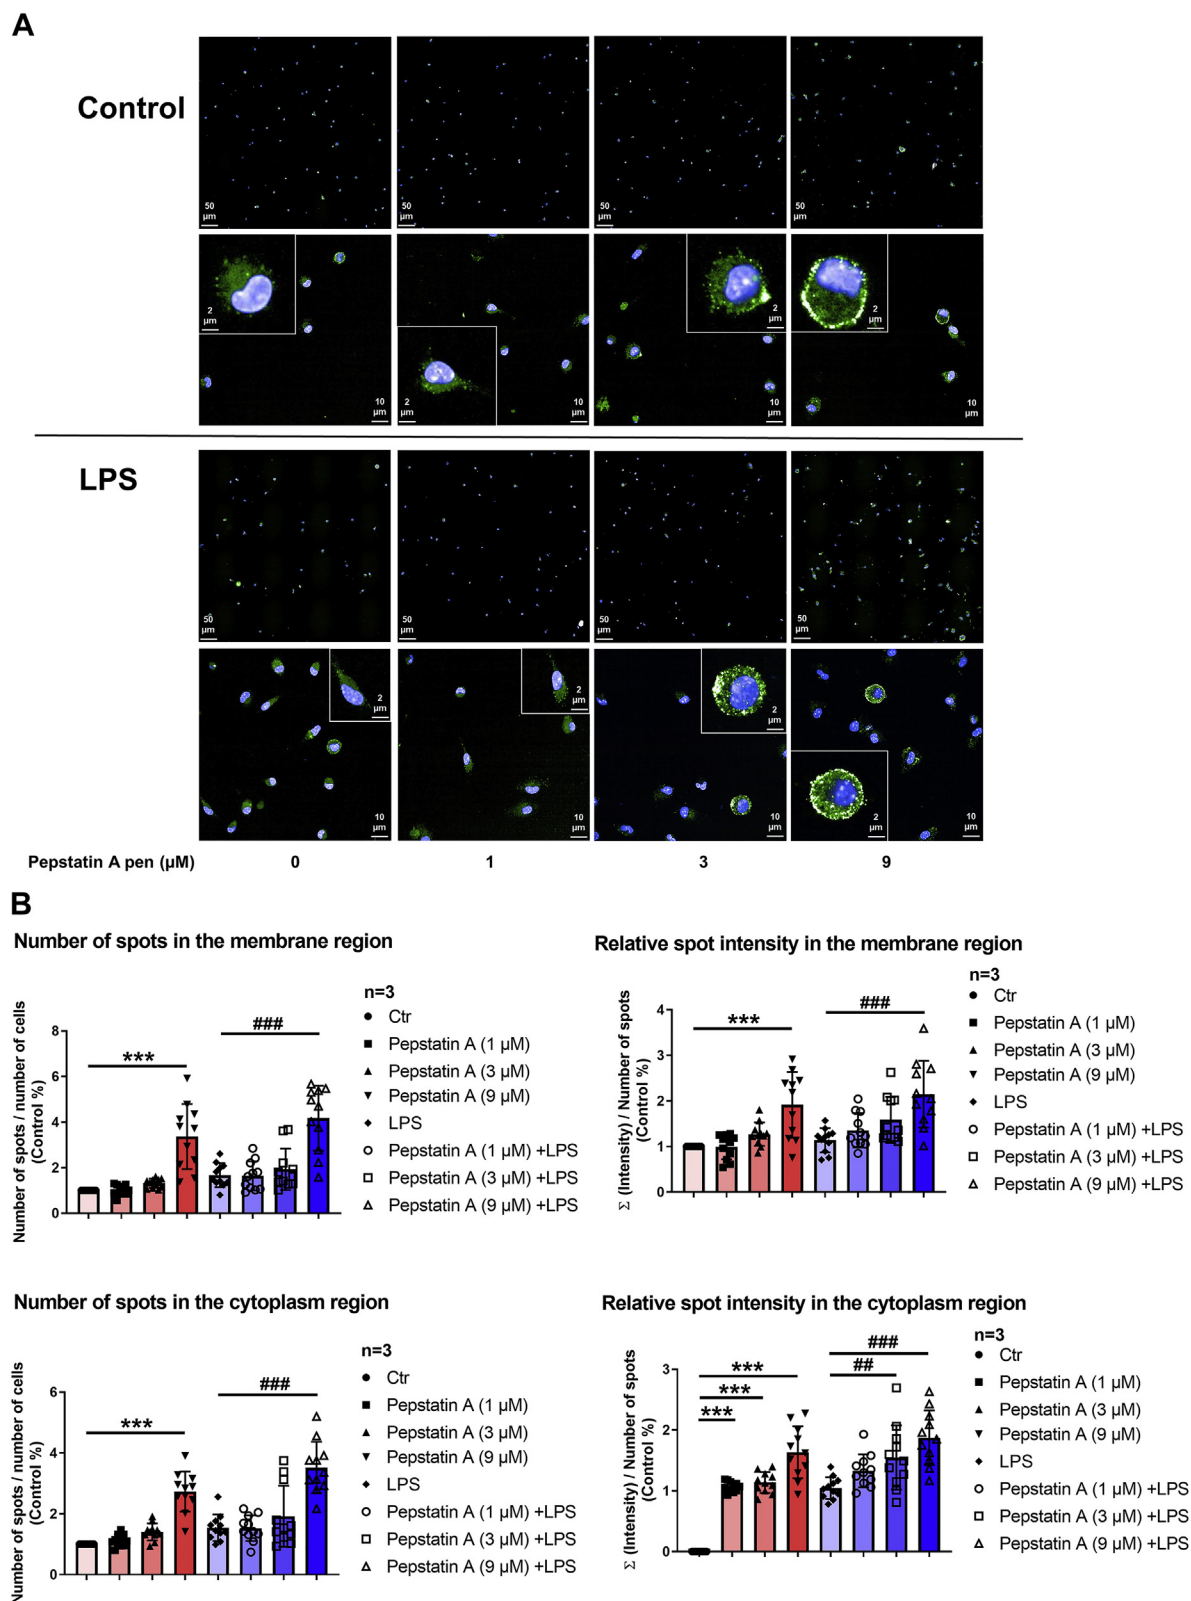 A
Control
50 µm
50 µm
50 µm
50 µm
2 µm
10 µm
2 µm
10 µm
2 µm
10 µm
2 µm
10 µm
LPS
50 µm
50 µm
50 µm
50 µm
2 µm
10 µm
2 µm
10 µm
2 µm
10 µm
2 µm
10 µm
Pepstatin A pen (µM) 0 1 3 9
B
Number of spots in the membrane region
Number of spots / number of cells
(Control %)
8
6
4
2
0
***
###
n=3
Ctr
Pepstatin A (1 µM)
Pepstatin A (3 µM)
Pepstatin A (9 µM)
LPS
Pepstatin A (1 µM) +LPS
Pepstatin A (3 µM) +LPS
Pepstatin A (9 µM) +LPS
Relative spot intensity in the membrane region
Σ (Intensity) / Number of spots
(Control %)
4
3
2
1
0
***
###
n=3
Ctr
Pepstatin A (1 µM)
Pepstatin A (3 µM)
Pepstatin A (9 µM)
LPS
Pepstatin A (1 µM) +LPS
Pepstatin A (3 µM) +LPS
Pepstatin A (9 µM) +LPS
Number of spots in the cytoplasm region
Number of spots / number of cells
(Control %)
6
4
2
0
***
###
n=3
Ctr
Pepstatin A (1 µM)
Pepstatin A (3 µM)
Pepstatin A (9 µM)
LPS
Pepstatin A (1 µM) +LPS
Pepstatin A (3 µM) +LPS
Pepstatin A (9 µM) +LPS
Relative spot intensity in the cytoplasm region
Σ (Intensity) / Number of spots
(Control %)
3
2
1
0
***
***
***
##
###
n=3
Ctr
Pepstatin A (1 µM)
Pepstatin A (3 µM)
Pepstatin A (9 µM)
LPS
Pepstatin A (1 µM) +LPS
Pepstatin A (3 µM) +LPS
Pepstatin A (9 µM) +LPS